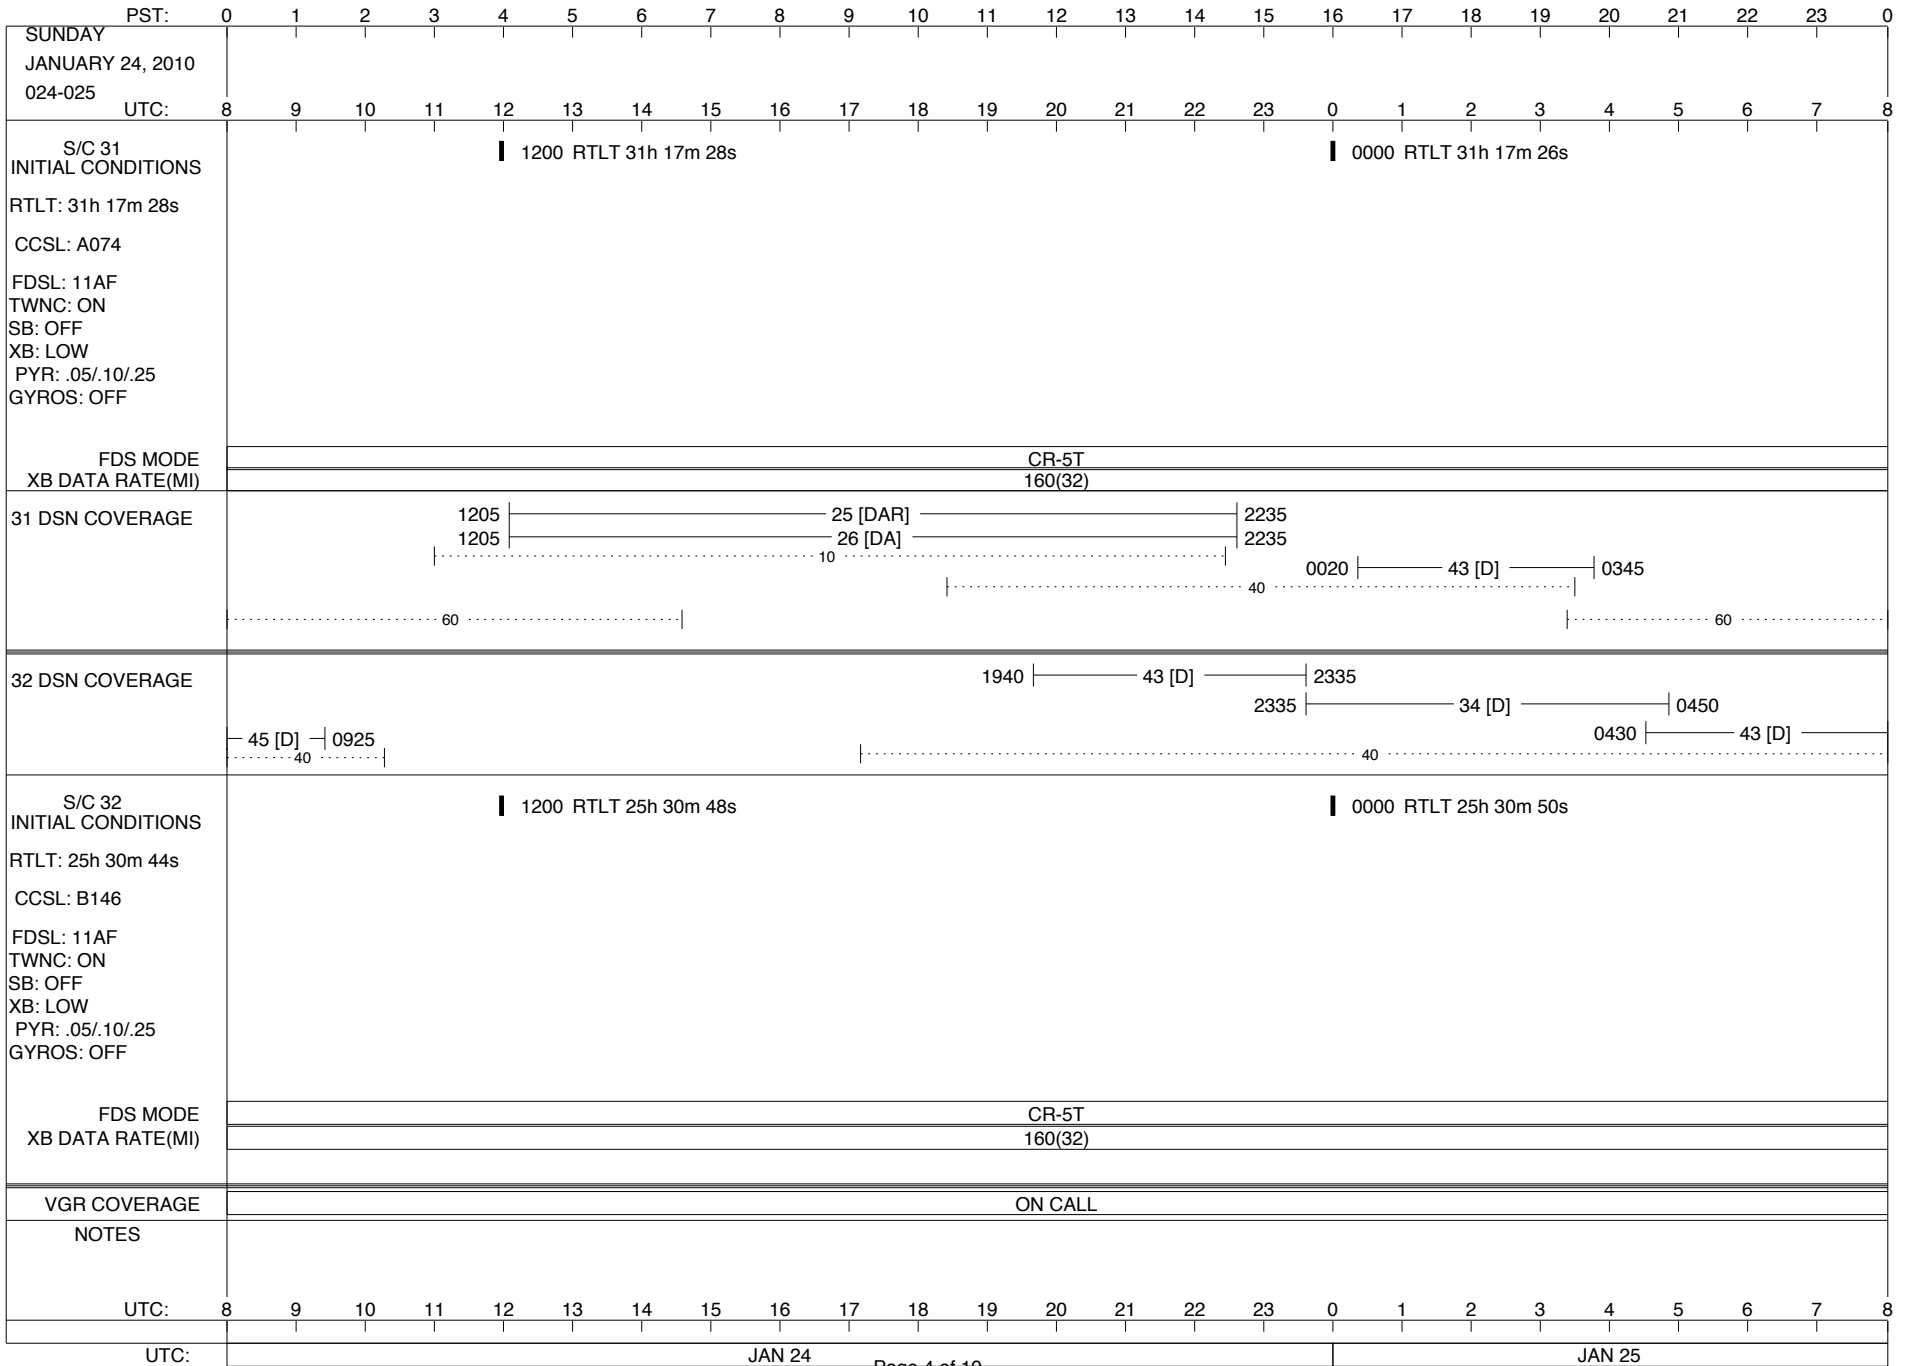 PST: 0 1 2 3 4 5 6 7 8 9 10 11 12 13 14 15 16 17 18 19 20 21 22 23 0
SUNDAY
JANUARY 24, 2010
024-025
UTC: 8 9 10 11 12 13 14 15 16 17 18 19 20 21 22 23 0 1 2 3 4 5 6 7 8
S/C 31
INITIAL CONDITIONS
1200 RTLT 31h 17m 28s
0000 RTLT 31h 17m 26s
RTLT: 31h 17m 28s
CCSL: A074
FDSL: 11AF
TWNC: ON
SB: OFF
XB: LOW
PYR: .05/.10/.25
GYROS: OFF
FDS MODE CR-5T
XB DATA RATE(MI) 160(32)
31 DSN COVERAGE
1205 25 [DAR] 2235
1205 26 [DA] 2235
10
0020 43 [D] 0345
40
60 60
32 DSN COVERAGE
1940 43 [D] 2335
2335 34 [D] 0450
45 [D] 0925 0430 43 [D]
40 40
S/C 32
INITIAL CONDITIONS
1200 RTLT 25h 30m 48s
0000 RTLT 25h 30m 50s
RTLT: 25h 30m 44s
CCSL: B146
FDSL: 11AF
TWNC: ON
SB: OFF
XB: LOW
PYR: .05/.10/.25
GYROS: OFF
FDS MODE CR-5T
XB DATA RATE(MI) 160(32)
VGR COVERAGE ON CALL
NOTES
UTC: 8 9 10 11 12 13 14 15 16 17 18 19 20 21 22 23 0 1 2 3 4 5 6 7 8
UTC: JAN 24 JAN 25
Page 4 of 19